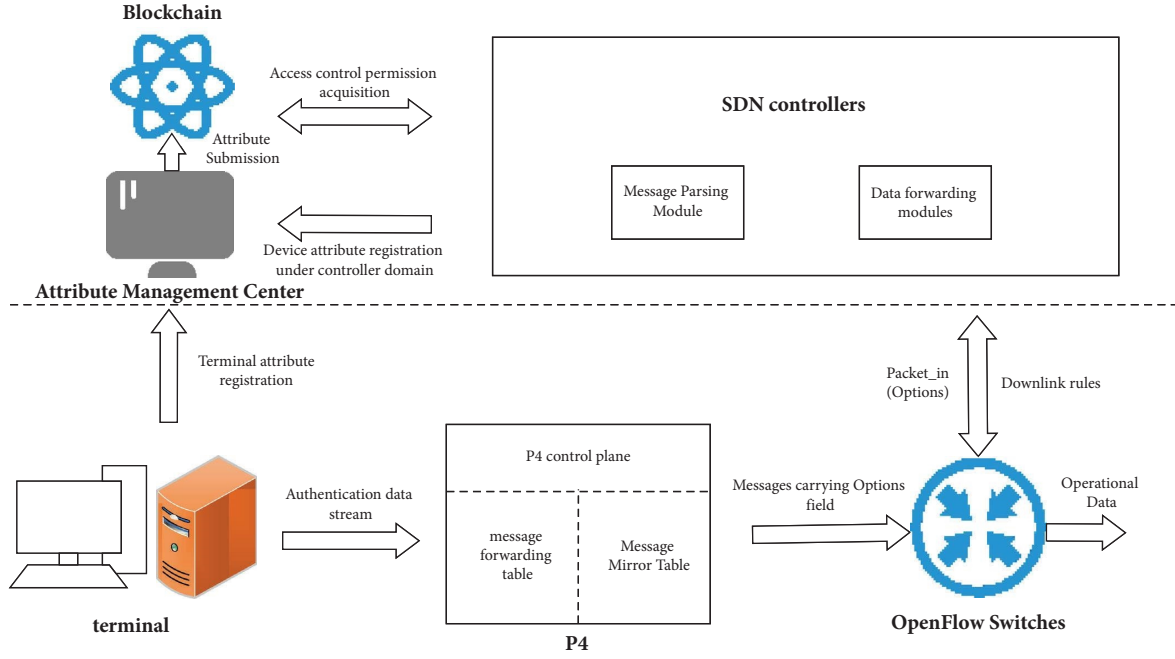 Blockchain
Access control permission
acquisition
SDN controllers
Attribute
Submission
Message Parsing
Module
Data forwarding
modules
Device attribute registration
under controller domain
Attribute Management Center
Terminal attribute
registration
Packet_in
(Options)
Downlink rules
P4 control plane
Authentication data
stream
message
forwarding
table
Message
Mirror Table
Messages carrying Options
field
Operational
Data
terminal
P4
OpenFlow Switches